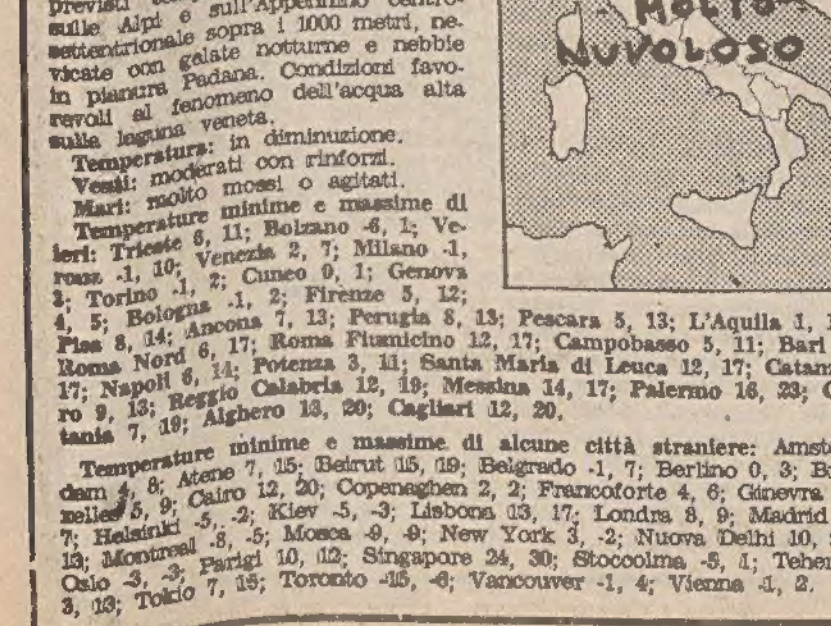 previsti
sulle Alpi e sull'Appennino centro-
settentrionale sopra i 1000 metri, ne-
vicate con gelate notturne e nebbie
in pianura Padana. Condizioni favo-
revoli al fenomeno dell'acqua alta
sulla laguna veneta.
Temperatura: in diminuzione.
Venti: moderati con rinforzi.
Mari: molto mossi o agitati.
Temperature minime e massime di
ieri: Trieste 6, 11; Bolzano -6, 1; Ve-
rona -1, 10; Venezia 2, 7; Milano -1,
3; Torino -1, 2; Cuneo 0, 1; Genova
4, 5; Bologna -1, 2; Firenze 5, 12;
Pisa 8, 14; Ancona 7, 13; Perugia 8, 13; Pescara 5, 13; L'Aquila 1,
Roma Nord 6, 17; Roma Fiumicino 12, 17; Campobasso 5, 11; Bari
17; Napoli 6, 14; Potenza 3, 11; Santa Maria di Leuca 12, 17; Catan
ro 9, 13; Reggio Calabria 12, 19; Messina 14, 17; Palermo 16, 23;
tania 7, 19; Alghero 13, 20; Cagliari 12, 20.
Temperature minime e massime di alcune città straniere: Amst
dam 4, 8; Atene 7, 15; Beirut 15, 19; Belgrado -1, 7; Berlino 0, 3; B
xelles 5, 9; Cairo 12, 20; Copenaghen 2, 2; Francoforte 4, 6; Ginevra
7; Helsinki -5, -2; Kiev -5, -3; Lisbona 13, 17; Londra 8, 9; Madrid
13; Montreal -8, -5; Mosca -9, -9; New York 3, -2; Nuova Delhi 10,
Oslo -3, -3; Parigi 10, 12; Singapore 24, 30; Stoccolma -5, 1; Teher
3, 13; Tokio 7, 15; Toronto -15, -6; Vancouver -1, 4; Vienna -1, 2.
MOLTO
NUVOLOSO